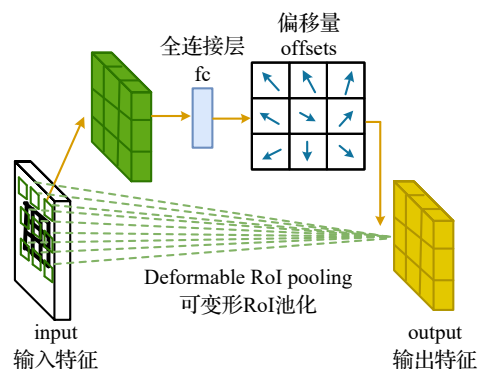 全连接层
fc
偏移量
offsets
Deformable RoI pooling
可变形RoI池化
input
输入特征
output
输出特征